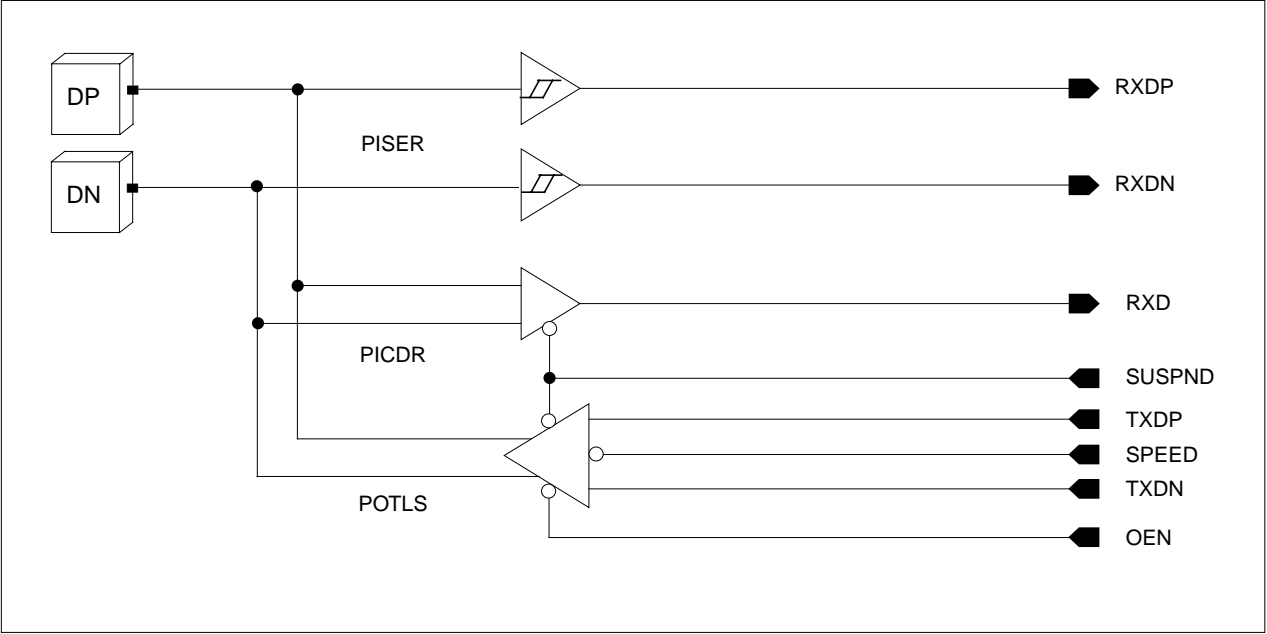 DP
RXDP
PISER
DN
RXDN
RXD
PICDR
SUSPND
TXDP
SPEED
TXDN
POTLS
OEN